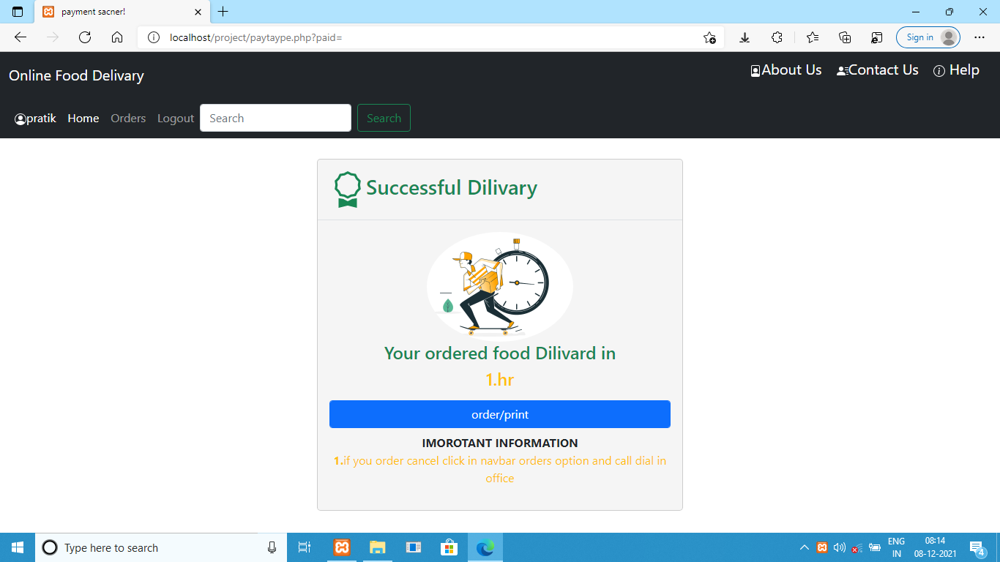 payment sacner!
localhost/project/paytaype.php?paid=
Sign in
Online Food Delivary
About Us Contact Us Help
pratik Home Orders Logout Search Search
Successful Dilivary
Your ordered food Dilivard in
1.hr
order/print
IMOROTANT INFORMATION
1.if you order cancel click in navbar orders option and call dial in
office
Type here to search
ENG
IN
08:14
08-12-2021
4